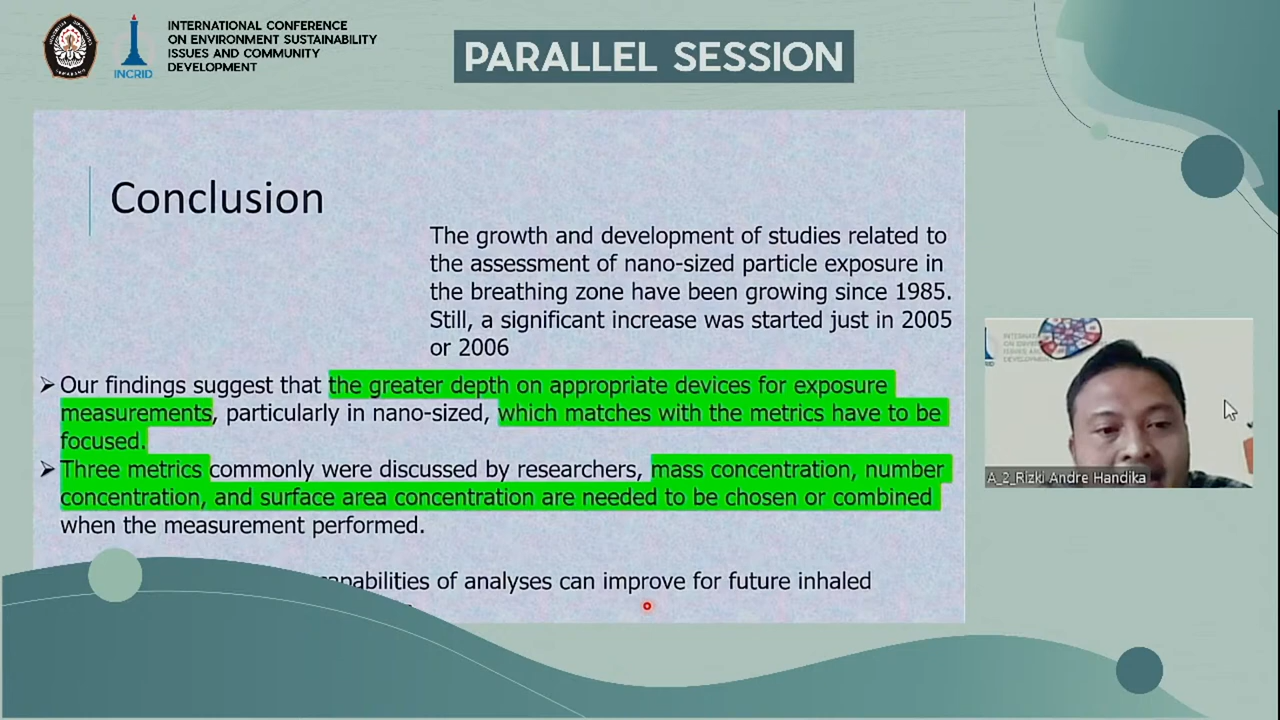 INTERNATIONAL CONFERENCE
ON ENVIRONMENT SUSTAINABILITY
ISSUES AND COMMUNITY
DEVELOPMENT
INCRID
PARALLEL SESSION
Conclusion
The growth and development of studies related to
the assessment of nano-sized particle exposure in
the breathing zone have been growing since 1985.
Still, a significant increase was started just in 2005
or 2006
➢Our findings suggest that the greater depth on appropriate devices for exposure
measurements, particularly in nano-sized, which matches with the metrics have to be
focused.
➢Three metrics commonly were discussed by researchers, mass concentration, number
concentration, and surface area concentration are needed to be chosen or combined
when the measurement performed.
of analyses can improve for future inhaled
A_2_Rizki Andre Handika